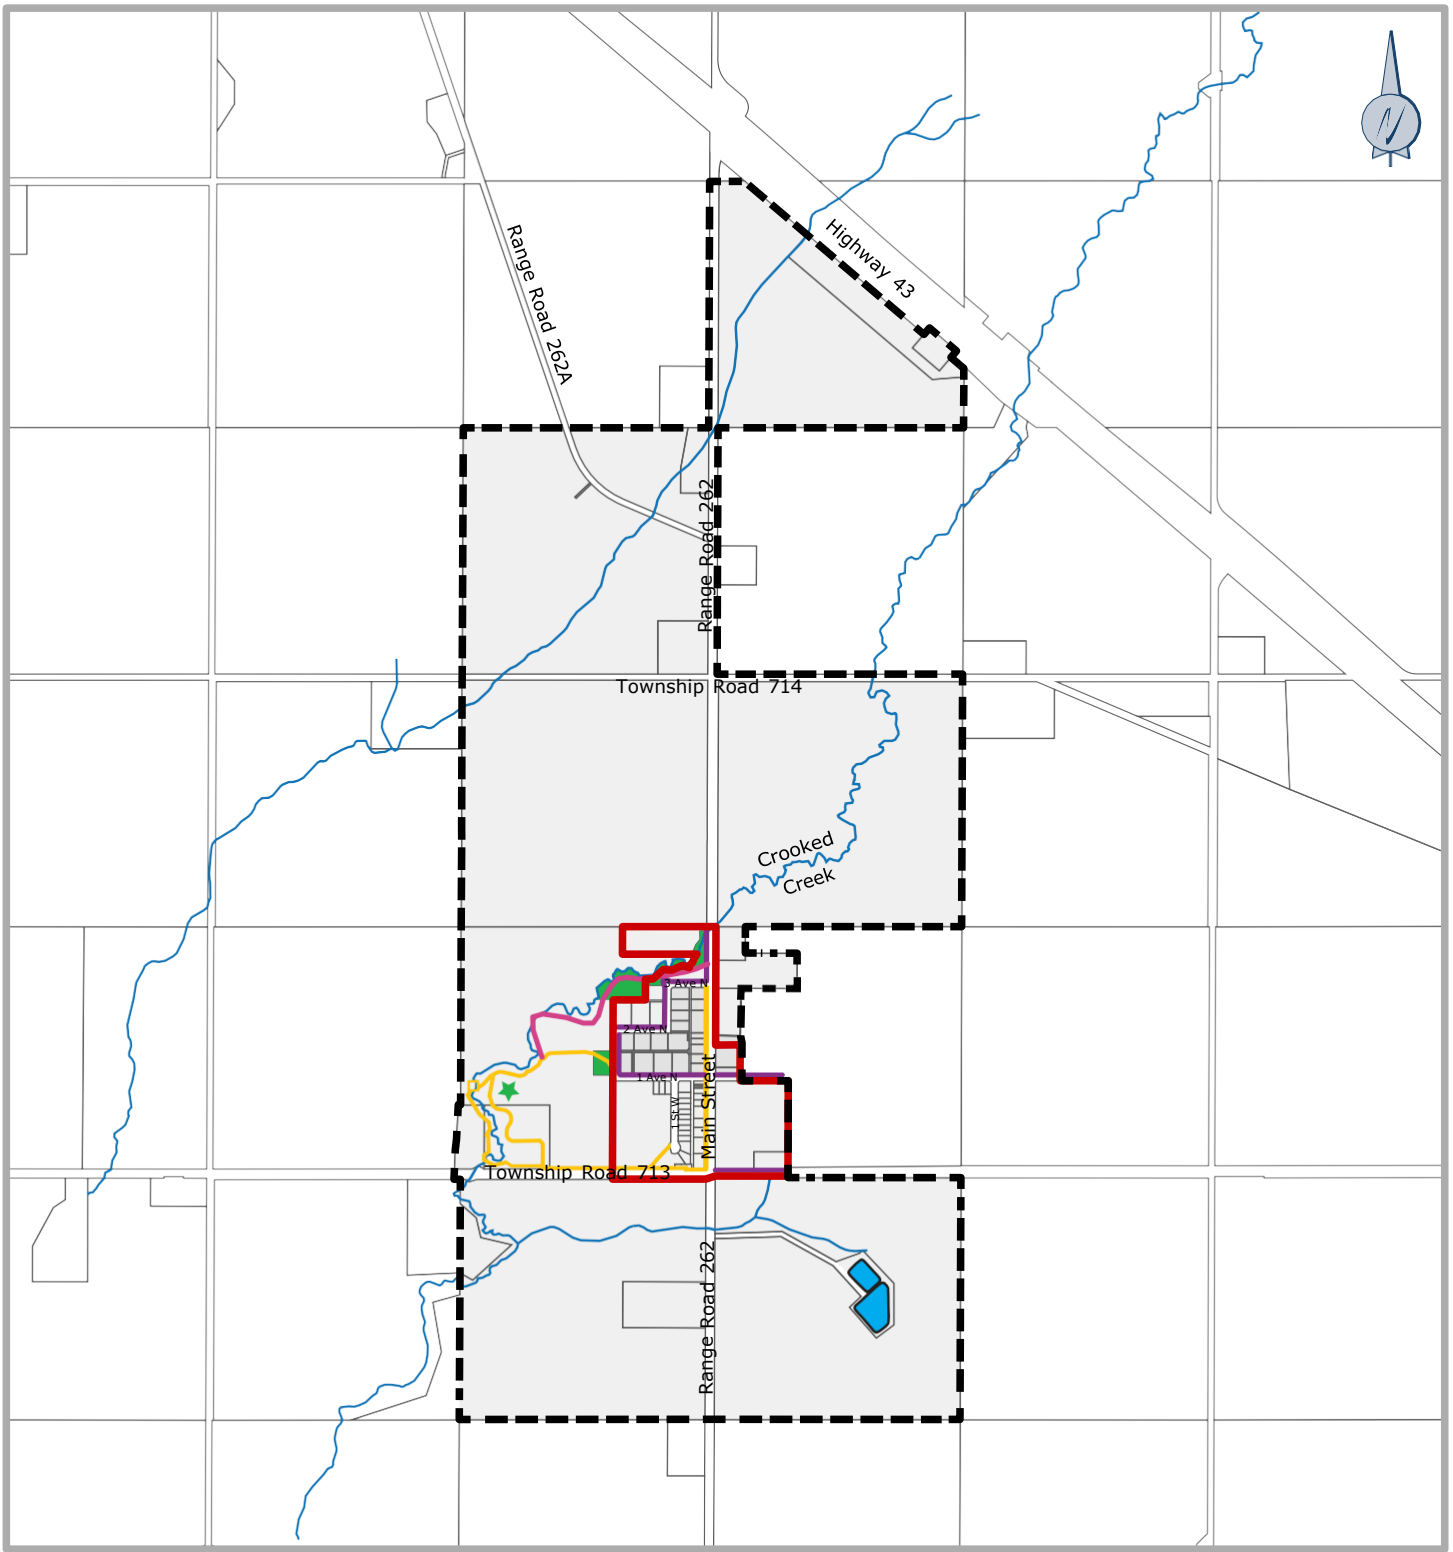 Highway 43
Range Road 262A
Range Road 262
Township Road 714
Crooked
Creek
3 Ave N
2 Ave N
1 Ave N
1 St W
Main Street
Township Road 713
Range Road 262
N